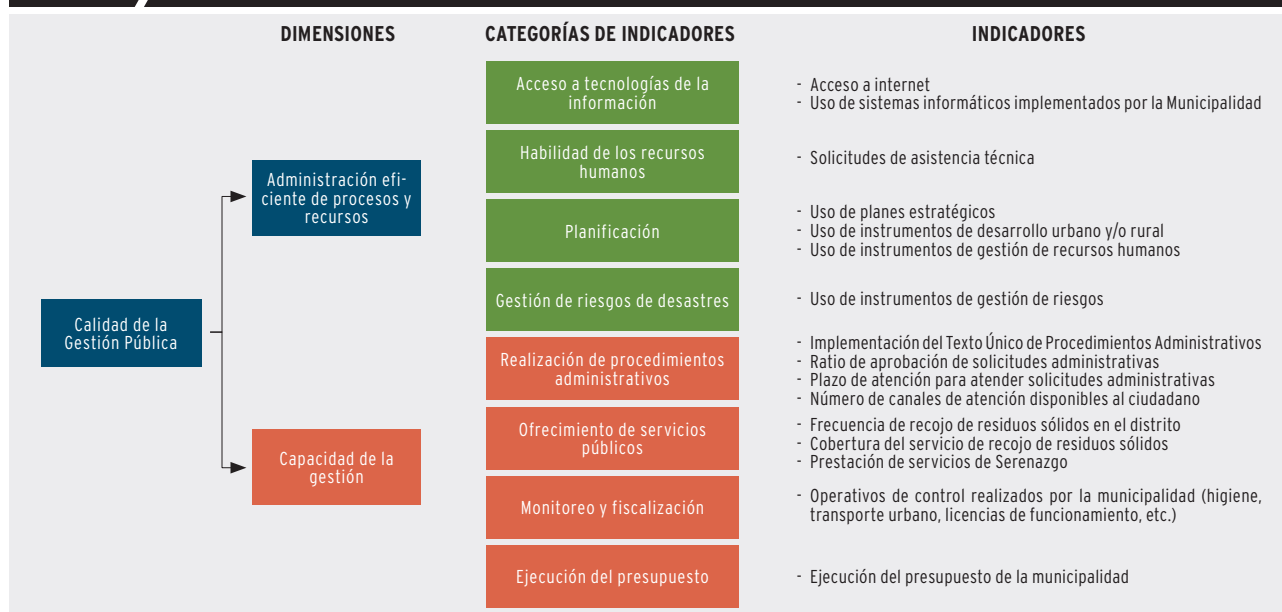 DIMENSIONES
CATEGORÍAS DE INDICADORES
INDICADORES
Calidad de la
Gestión Pública
Administración efi-
ciente de procesos y
recursos
Capacidad de la
gestión
Acceso a tecnologías de la
información
- Acceso a internet
- Uso de sistemas informáticos implementados por la Municipalidad
Habilidad de los recursos
humanos
- Solicitudes de asistencia técnica
Planificación
- Uso de planes estratégicos
- Uso de instrumentos de desarrollo urbano y/o rural
- Uso de instrumentos de gestión de recursos humanos
Gestión de riesgos de desastres
- Uso de instrumentos de gestión de riesgos
Realización de procedimientos
administrativos
- Implementación del Texto Único de Procedimientos Administrativos
- Ratio de aprobación de solicitudes administrativas
- Plazo de atención para atender solicitudes administrativas
- Número de canales de atención disponibles al ciudadano
Ofrecimiento de servicios
públicos
- Frecuencia de recojo de residuos sólidos en el distrito
- Cobertura del servicio de recojo de residuos sólidos
- Prestación de servicios de Serenazgo
Monitoreo y fiscalización
- Operativos de control realizados por la municipalidad (higiene,
transporte urbano, licencias de funcionamiento, etc.)
Ejecución del presupuesto
- Ejecución del presupuesto de la municipalidad